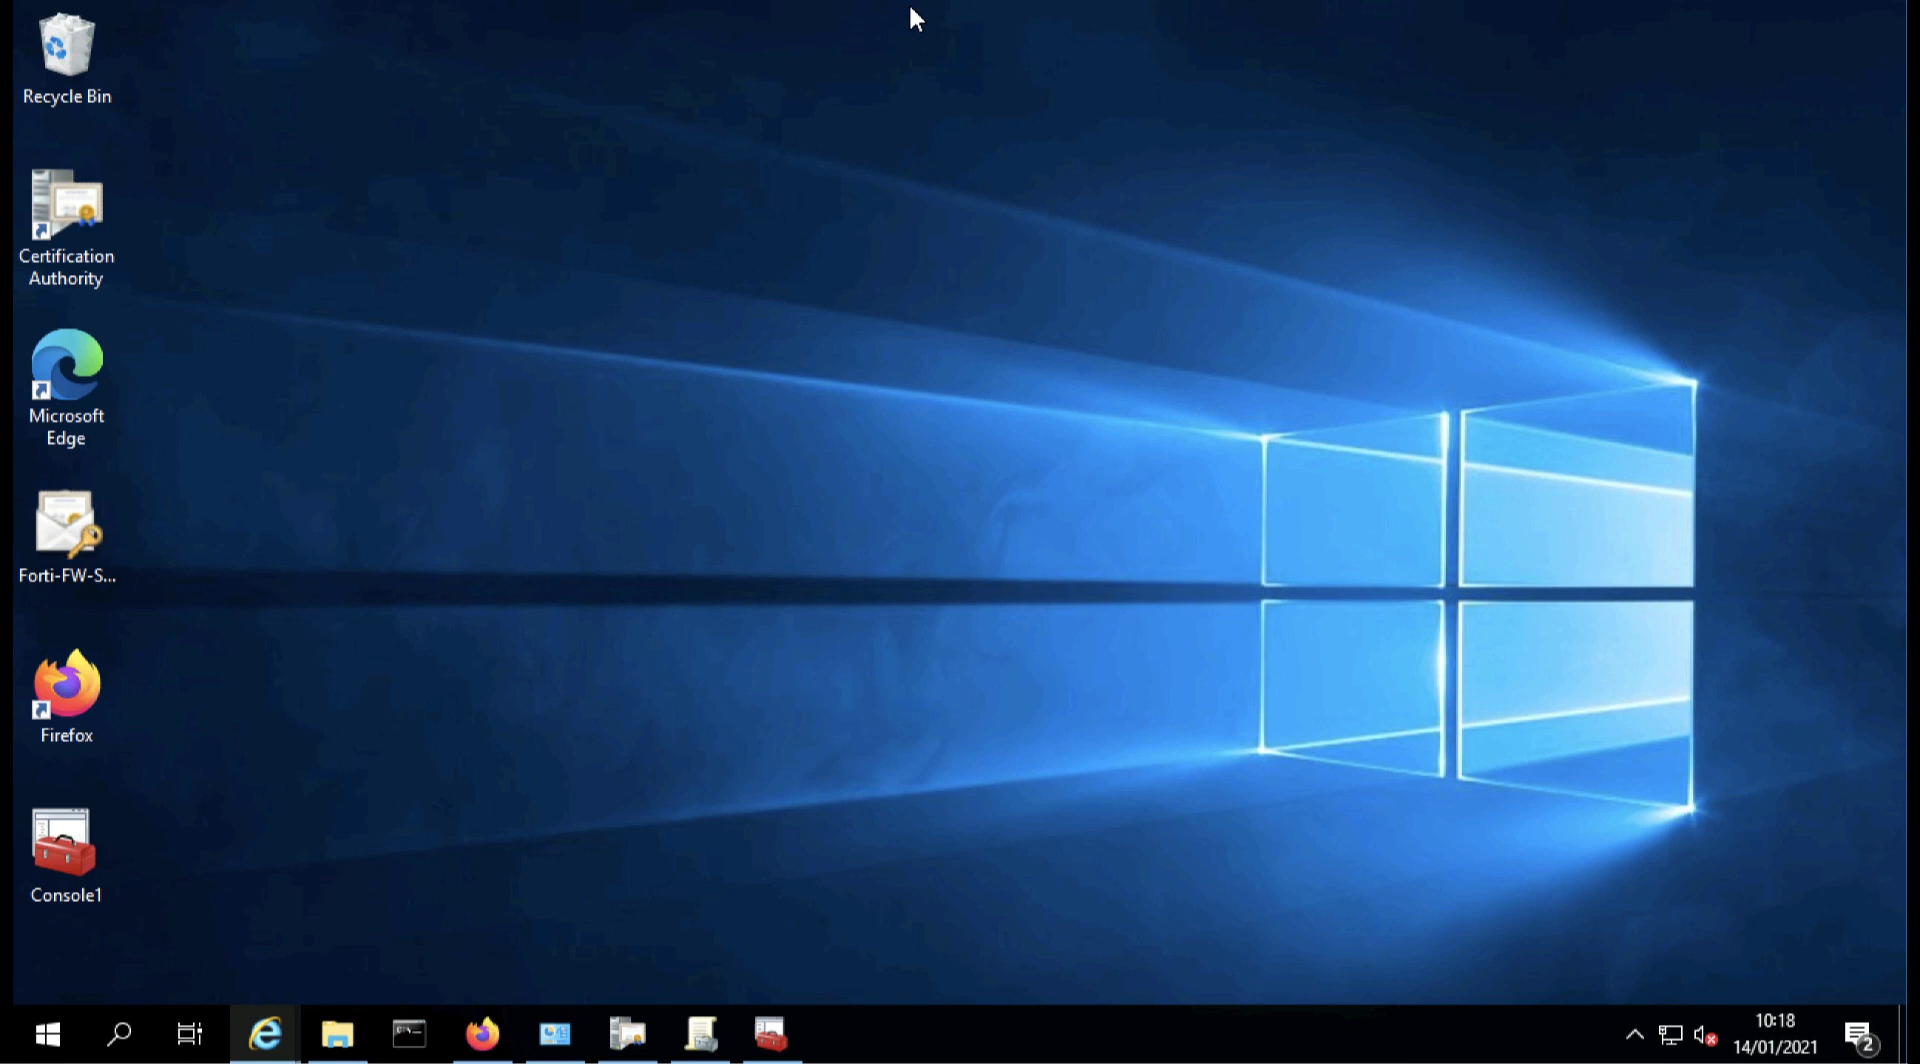 Recycle Bin
Certification
Authority
Microsoft
Edge
Forti-FW-S...
Firefox
Console1
10:18
14/01/2021
2